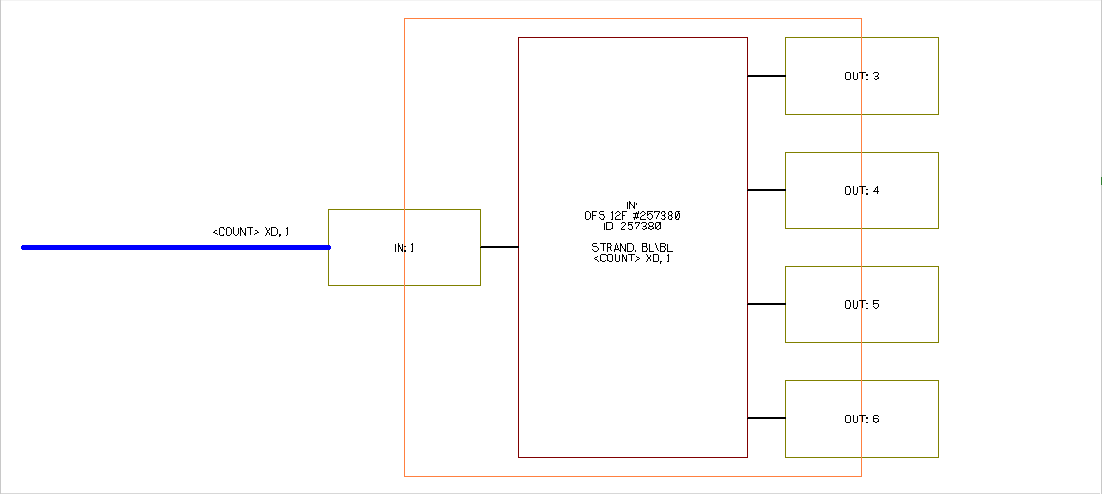 OUT: 3
OUT: 4
<COUNT> XD, 1
IN: 1
IN:
OFS 12F #257380
ID 257380
STRAND. BL\BL
<COUNT> XD, 1
OUT: 5
OUT: 6